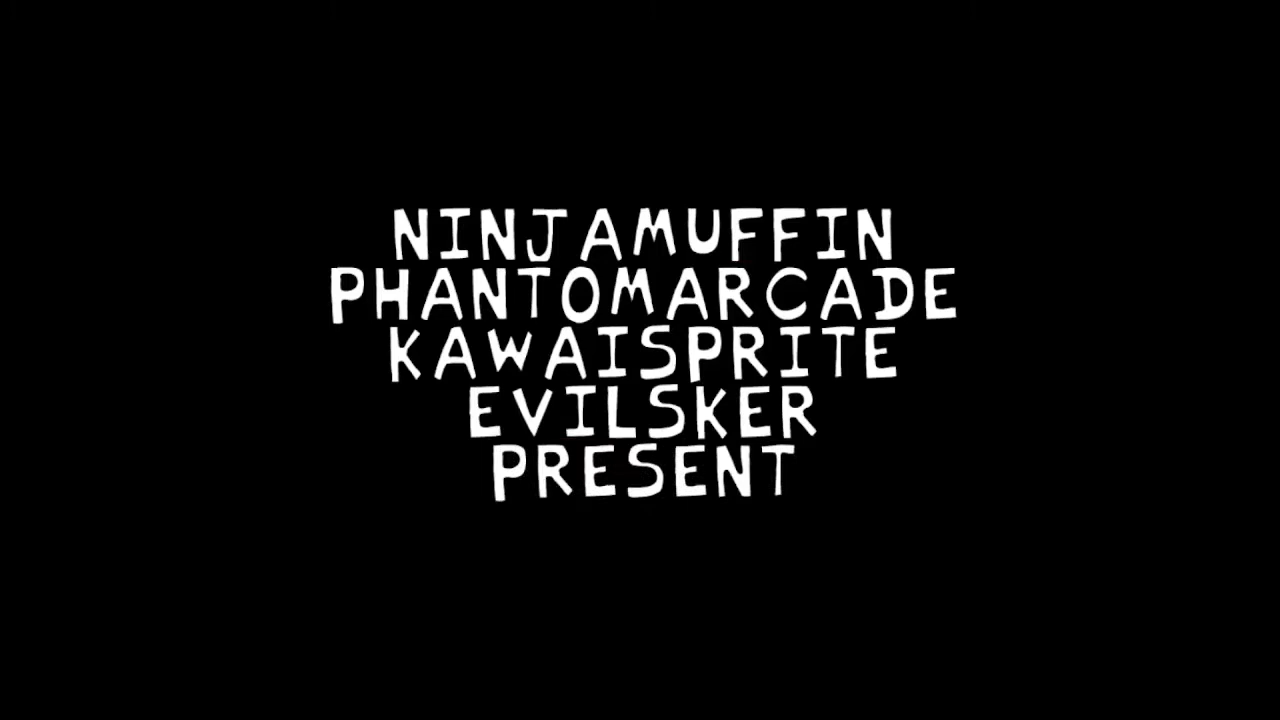 NINJAMUFFIN
PHANTOMARCADE
KAWAISPRITE
EVILSKER
PRESENT